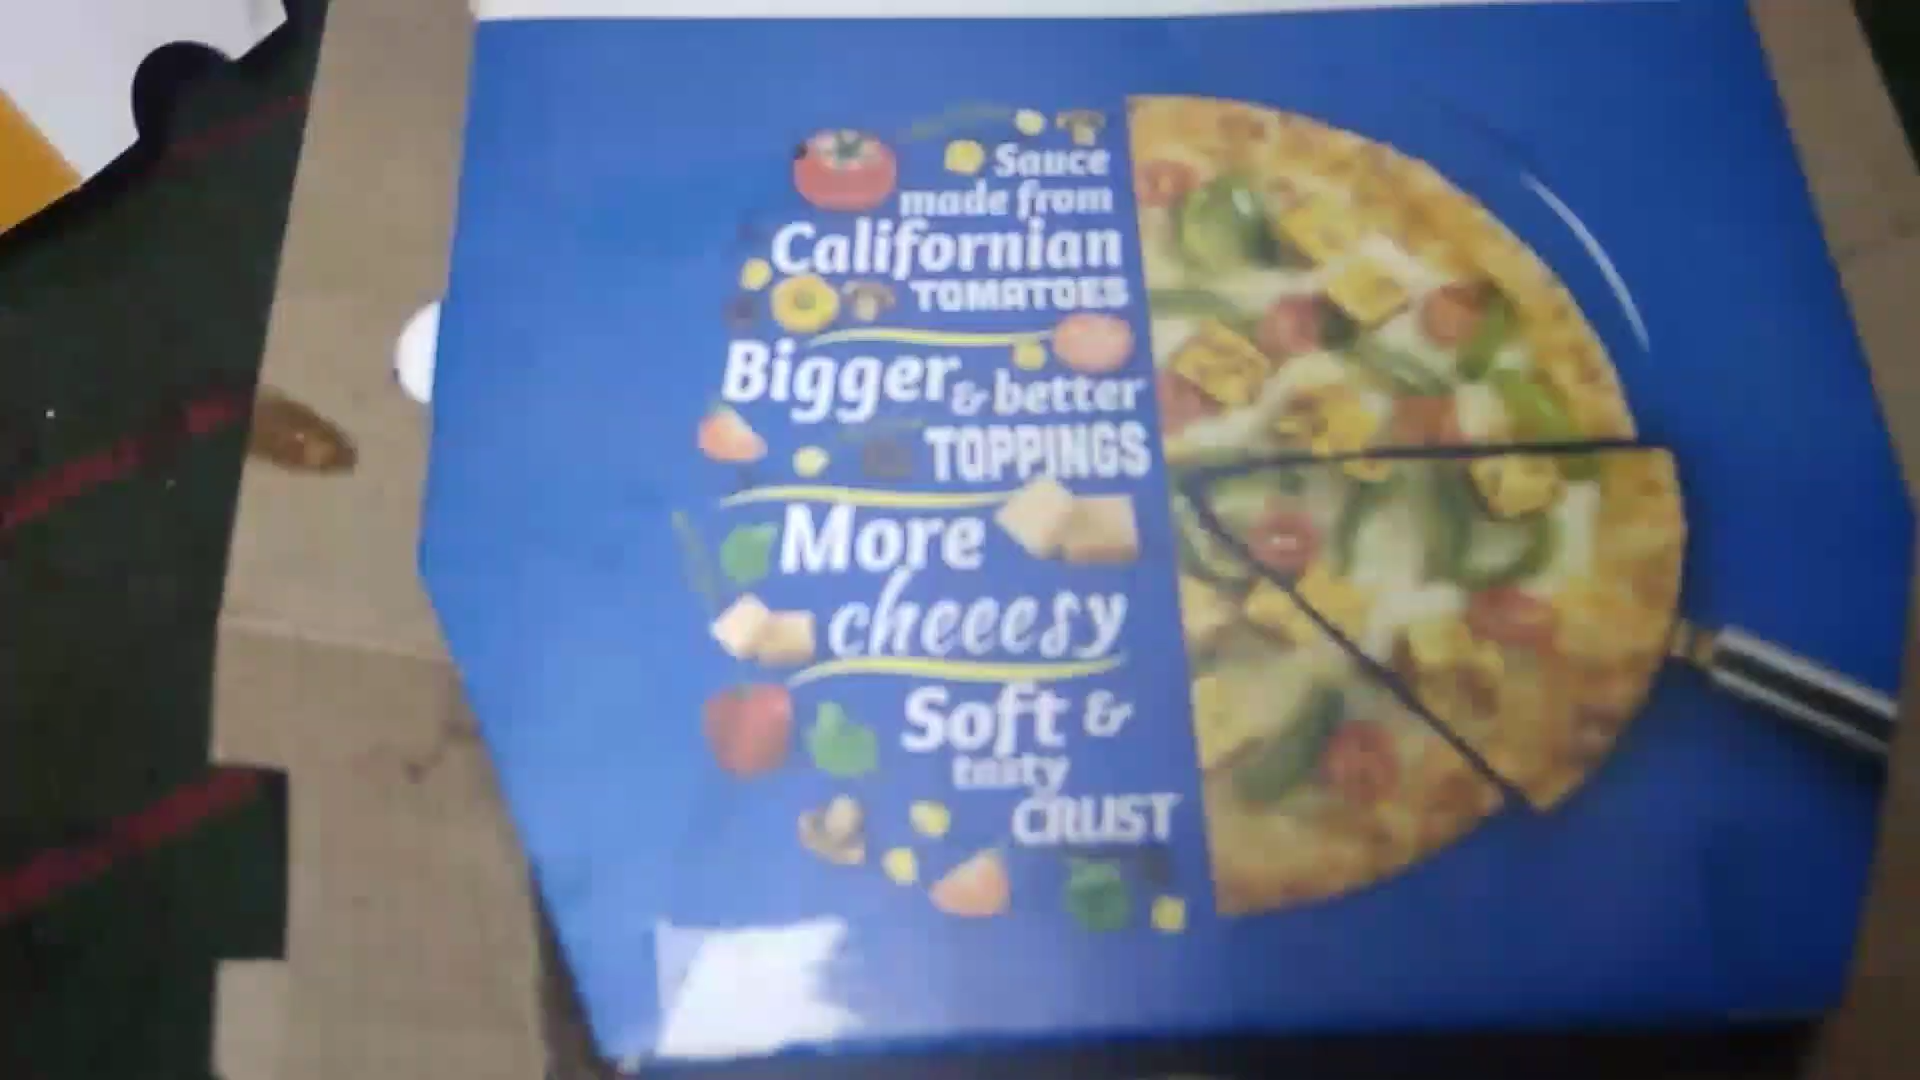 Sauce
made from
Californian
TOMATOES
Bigger & better
TOPPINGS
More
cheeesy
Soft &
tasty
CRUST